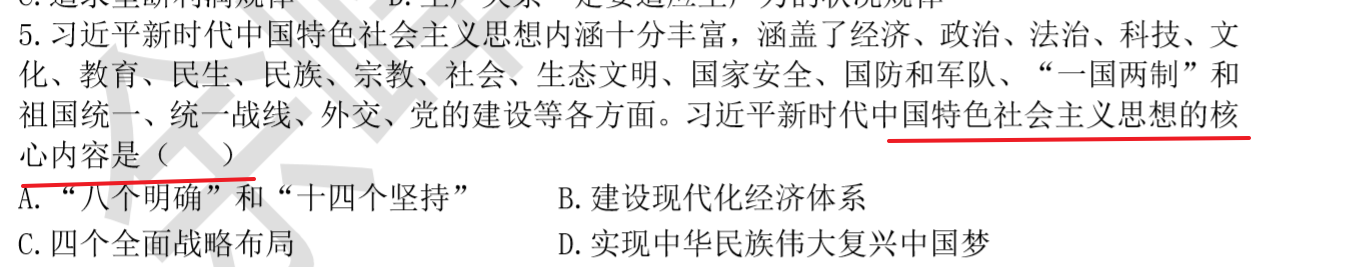 5.习近平新时代中国特色社会主义思想内涵十分丰富，涵盖了经济、政治、法治、科技、文
化、教育、民生、民族、宗教、社会、生态文明、国家安全、国防和军队、“一国两制”和
祖国统一、统一战线、外交、党的建设等各方面。习近平新时代中国特色社会主义思想的核
心内容是（　　）
A.“八个明确”和“十四个坚持”　　B.建设现代化经济体系
C.四个全面战略布局　　D.实现中华民族伟大复兴中国梦